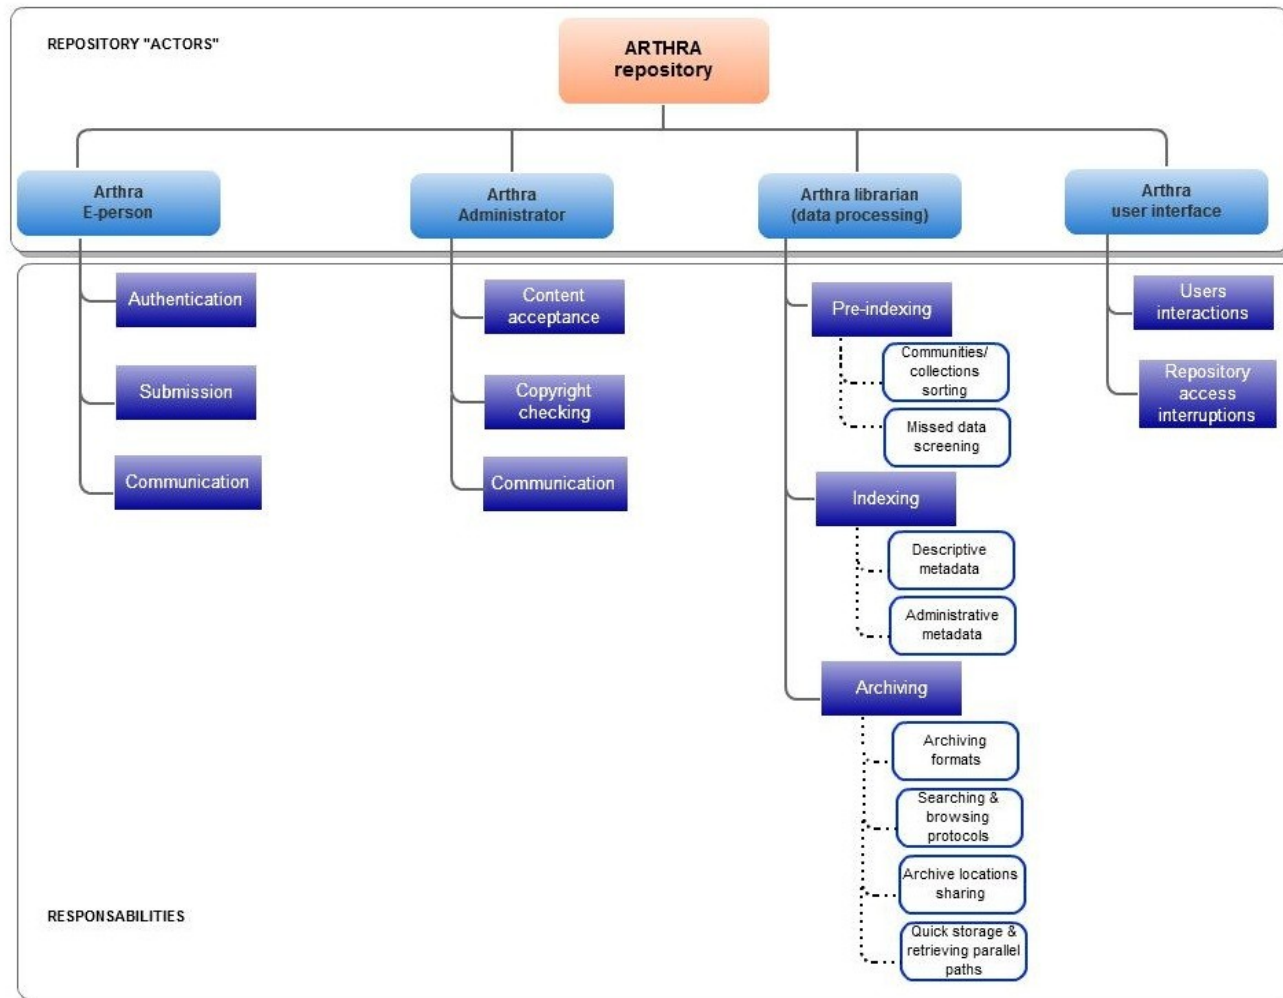 REPOSITORY "ACTORS"
ARTHRA
repository
Arthra
E-person
Arthra
Administrator
Arthra librarian
(data processing)
Arthra
user interface
Authentication
Submission
Communication
Content
acceptance
Copyright
checking
Communication
Pre-indexing
Communities/
collections
sorting
Missed data
screening
Indexing
Descriptive
metadata
Administrative
metadata
Archiving
Archiving
formats
Searching &
browsing
protocols
Archive locations
sharing
Quick storage &
retrieving parallel
paths
Users
interactions
Repository
access
interruptions
RESPONSABILITIES